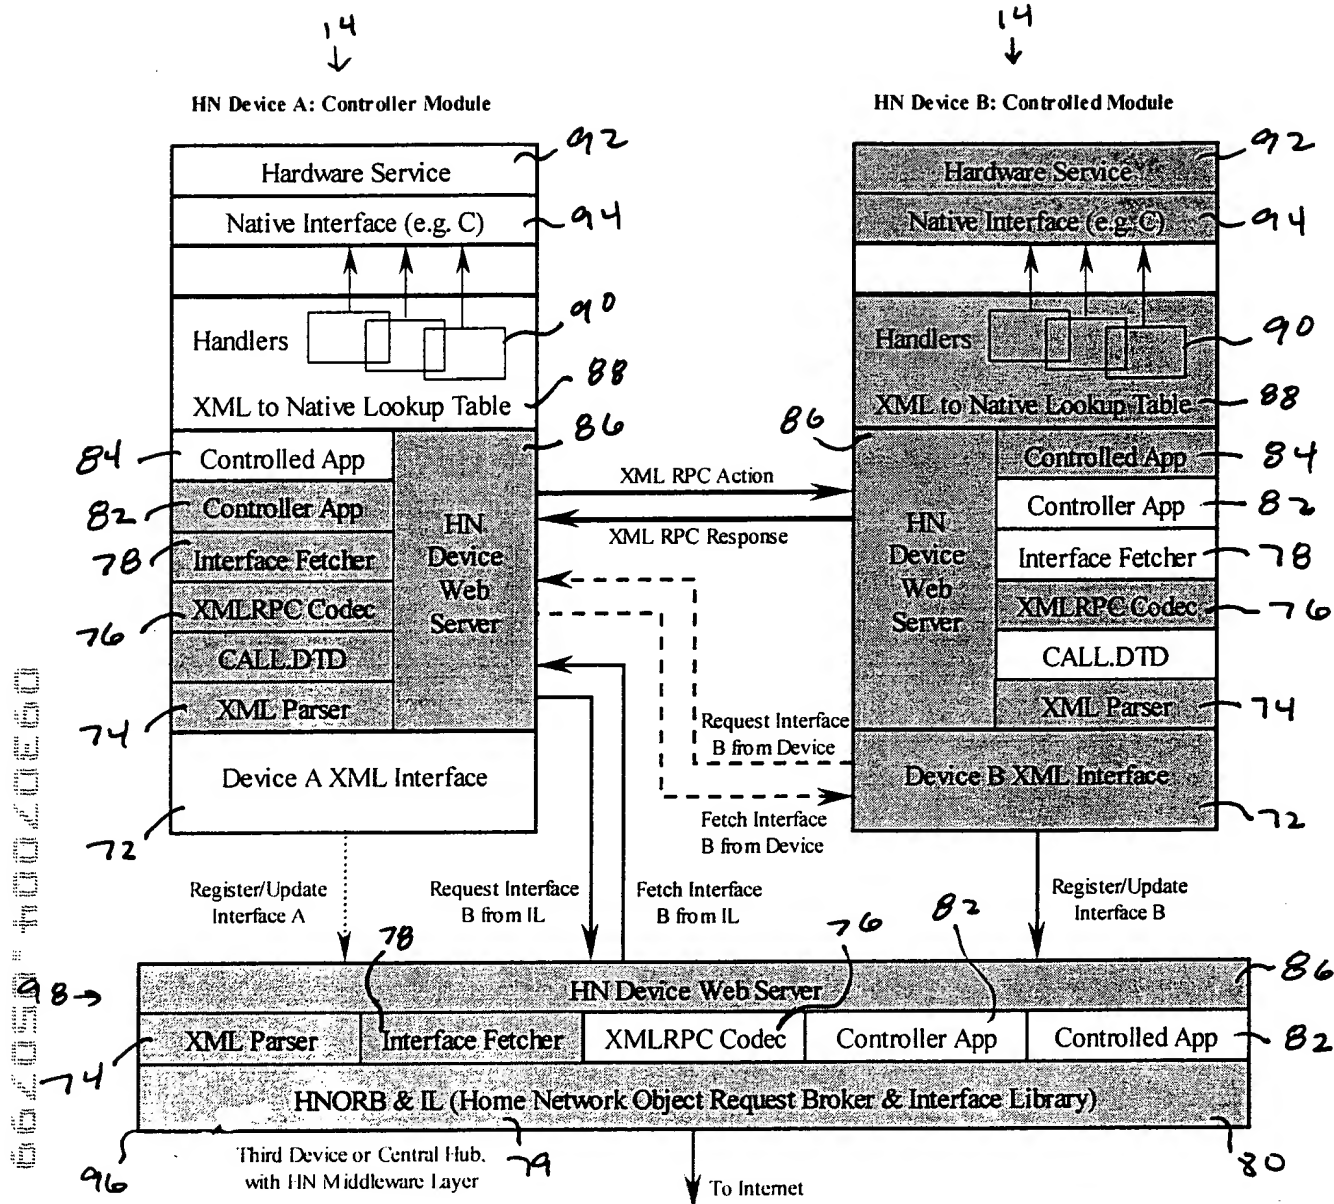 14
14
HN Device A: Controller Module
HN Device B: Controlled Module
92
92
Hardware Service
Hardware Service
94
94
Native Interface (e.g. C)
Native Interface (e.g. C)
90
90
Handlers
Handlers
88
88
XML to Native Lookup Table
XML to Native Lookup Table
86
86
84
Controlled App
Controlled App
84
XML RPC Action
82
Controller App
Controller App
82
XML RPC Response
HN
Device
Web
Server
HN
Device
Web
Server
78
Interface Fetcher
Interface Fetcher
78
76
XMLRPC Codec
XMLRPC Codec
76
CALL.DTD
CALL.DTD
74
XML Parser
XML Parser
74
Request Interface
B from Device
Device A XML Interface
Device B XML Interface
72
72
Fetch Interface
B from Device
Register/Update
Interface A
Request Interface
B from IL
Fetch Interface
B from IL
Register/Update
Interface B
78
76
82
98
HN Device Web Server
86
74
XML Parser
Interface Fetcher
XMLRPC Codec
Controller App
Controlled App
82
HNORB & IL (Home Network Object Request Broker & Interface Library)
96
79
80
Third Device or Central Hub,
with HN Middleware Layer
To Internet